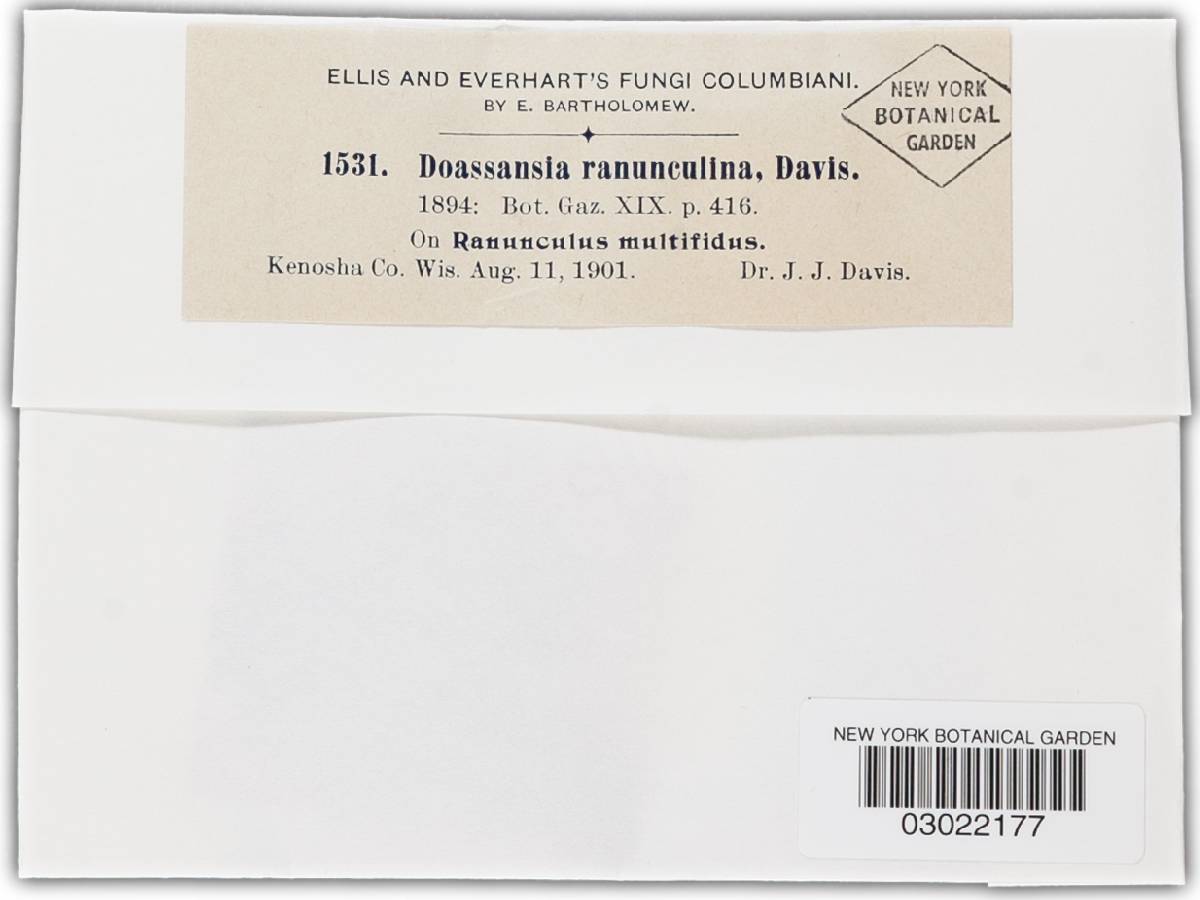 ELLIS AND EVERHART'S FUNGI COLUMBIANI.
BY E. BARTHOLOMEW.
NEW YORK
BOTANICAL
GARDEN
1531. Doassansia ranunculina, Davis.
1894: Bot. Gaz. XIX. p. 416.
On Ranunculus multifidus.
Kenosha Co. Wis. Aug. 11, 1901. Dr. J. J. Davis.
NEW YORK BOTANICAL GARDEN
03022177